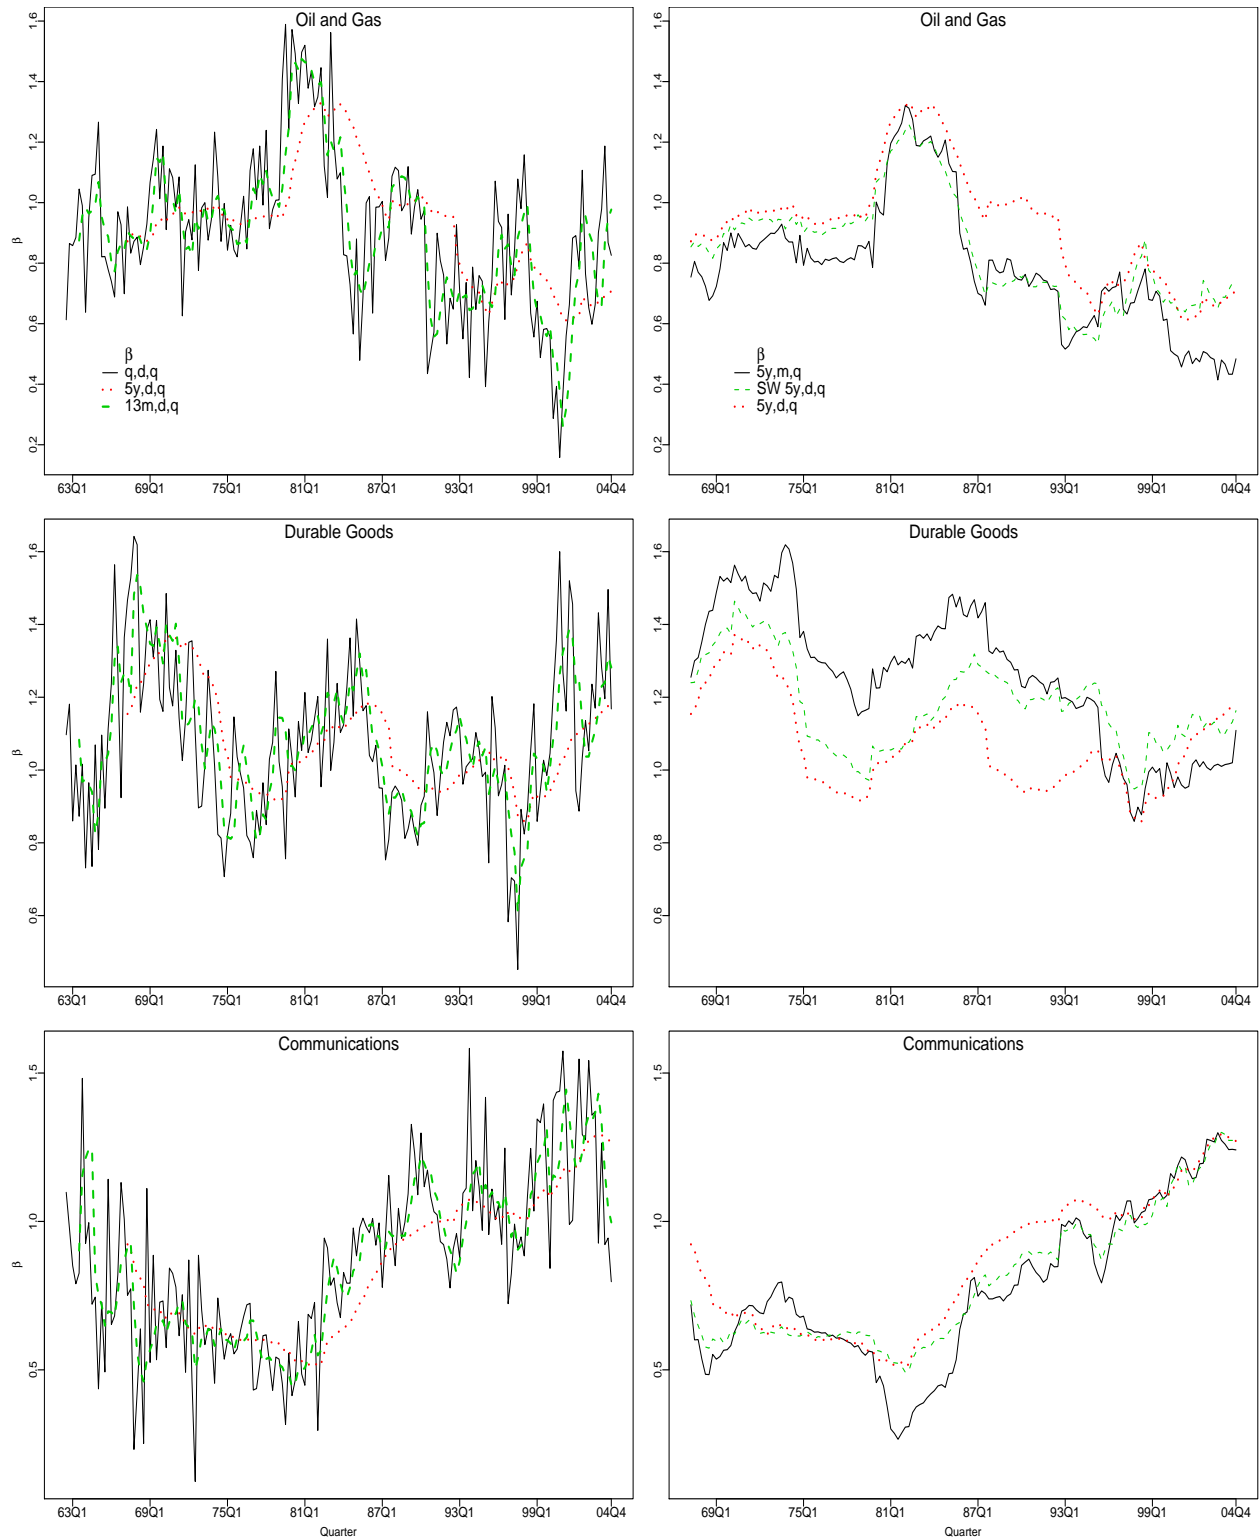 Oil and Gas
1.6
1.4
1.2
1.0
0.8
0.6
0.4
0.2
β
β
q,d,q
5y,d,q
13m,d,q
63Q1 69Q1 75Q1 81Q1 87Q1 93Q1 99Q1 04Q4
Oil and Gas
1.6
1.4
1.2
1.0
0.8
0.6
0.4
0.2
β
5y,m,q
SW 5y,d,q
5y,d,q
69Q1 75Q1 81Q1 87Q1 93Q1 99Q1 04Q4
Durable Goods
1.6
1.4
1.2
1.0
0.8
0.6
β
63Q1 69Q1 75Q1 81Q1 87Q1 93Q1 99Q1 04Q4
Durable Goods
1.6
1.4
1.2
1.0
0.8
0.6
69Q1 75Q1 81Q1 87Q1 93Q1 99Q1 04Q4
Communications
1.5
1.0
0.5
β
63Q1 69Q1 75Q1 81Q1 87Q1 93Q1 99Q1 04Q4
Quarter
Communications
1.5
1.0
0.5
69Q1 75Q1 81Q1 87Q1 93Q1 99Q1 04Q4
Quarter